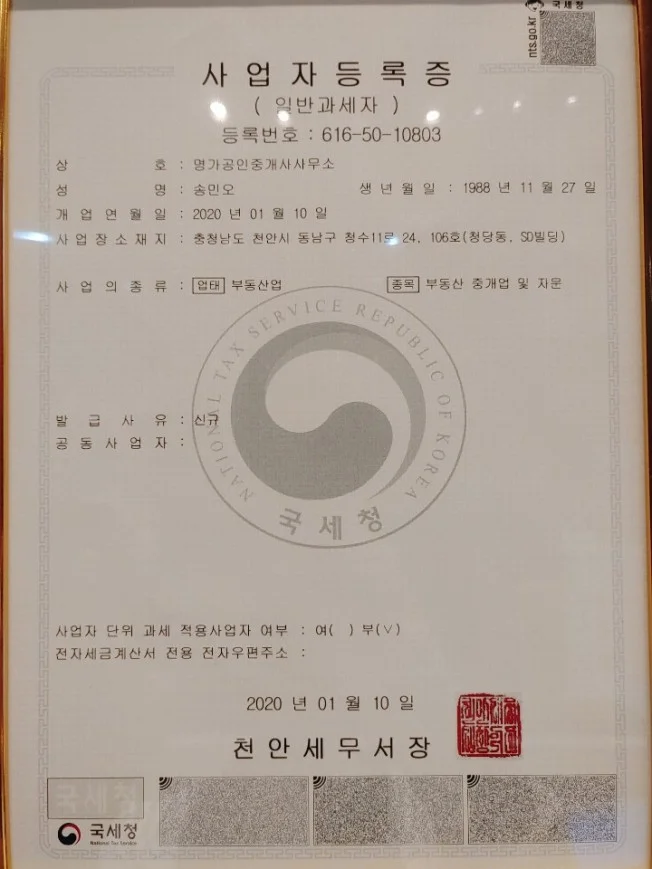 국세청
nts.go.kr
사업자등록증
( 일반과세자 )
등록번호 : 616-50-10803
상 호 : 명가공인중개사사무소
성 명 : 송민오 생년월일 : 1988 년 11 월 27 일
개업연월일 : 2020 년 01 월 10 일
사업장소재지 : 충청남도 천안시 동남구 청수11로 24, 106호(청당동, SD빌딩)
사업의종류 : 업태 부동산업 종목 부동산 중개업 및 자문
NATIONAL TAX SERVICE REPUBLIC OF KOREA
발급사유 : 신규
공동사업자 :
국세청
사업자 단위 과세 적용사업자 여부 : 여( ) 부(∨)
전자세금계산서 전용 전자우편주소 :
2020 년 01 월 10 일
천안세무서장
국세청
국세청
National Tax Service